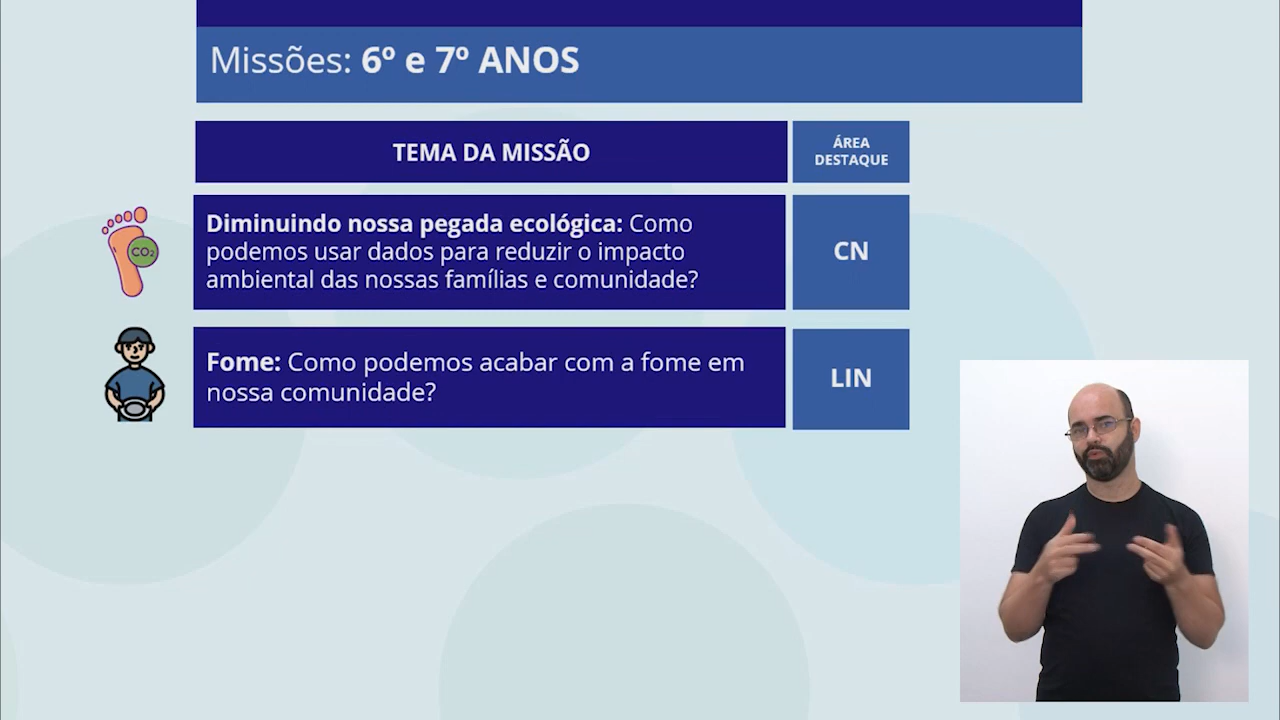 Missões: 6º e 7º ANOS
TEMA DA MISSÃO
ÁREA
DESTAQUE
Diminuindo nossa pegada ecológica: Como
podemos usar dados para reduzir o impacto
ambiental das nossas famílias e comunidade?
CN
CO₂
Fome: Como podemos acabar com a fome em
nossa comunidade?
LIN